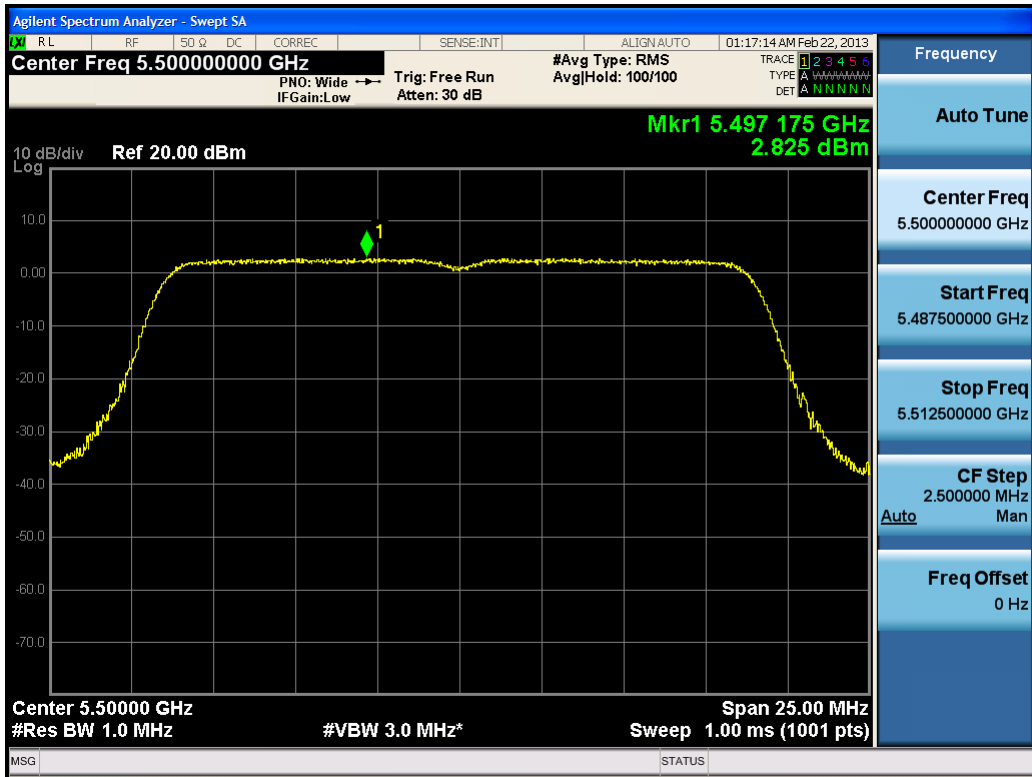 Agilent Spectrum Analyzer - Swept SA
LXI RL RF 50 Ω DC CORREC SENSE:INT ALIGN AUTO 01:17:14 AM Feb 22, 2013
Center Freq 5.500000000 GHz
PNO: Wide
IFGain:Low
Trig: Free Run
Atten: 30 dB
#Avg Type: RMS
Avg|Hold: 100/100
TRACE 1 2 3 4 5 6
TYPE A WWWWW
DET A N N N N N
Frequency
Mkr1 5.497 175 GHz
2.825 dBm
10 dB/div Ref 20.00 dBm
Log
10.0
0.00
-10.0
-20.0
-30.0
-40.0
-50.0
-60.0
-70.0
1
Center 5.50000 GHz Span 25.00 MHz
#Res BW 1.0 MHz #VBW 3.0 MHz* Sweep 1.00 ms (1001 pts)
Auto Tune
Center Freq
5.500000000 GHz
Start Freq
5.487500000 GHz
Stop Freq
5.512500000 GHz
CF Step
2.500000 MHz
Auto Man
Freq Offset
0 Hz
MSG STATUS